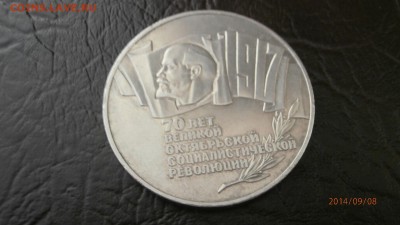 1917
70 ЛЕТ
ВЕЛИКОЙ
ОКТЯБРЬСКОЙ
СОЦИАЛИСТИЧЕСКОЙ
РЕВОЛЮЦИИ
2014/09/08